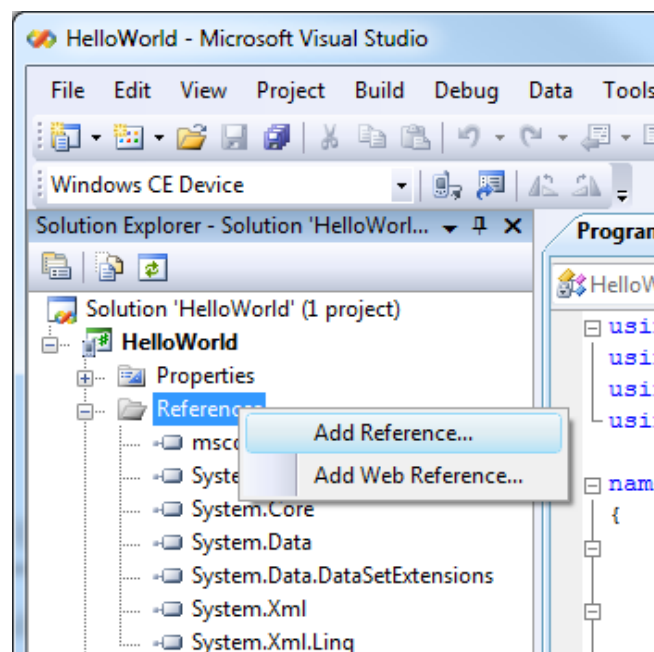 HelloWorld - Microsoft Visual Studio
File Edit View Project Build Debug Data Tools
Windows CE Device
Solution Explorer - Solution 'HelloWorl...
Solution 'HelloWorld' (1 project)
HelloWorld
Properties
References
Add Reference...
Add Web Reference...
System.Core
System.Data
System.Data.DataSetExtensions
System.Xml
System.Xml.Linq
{